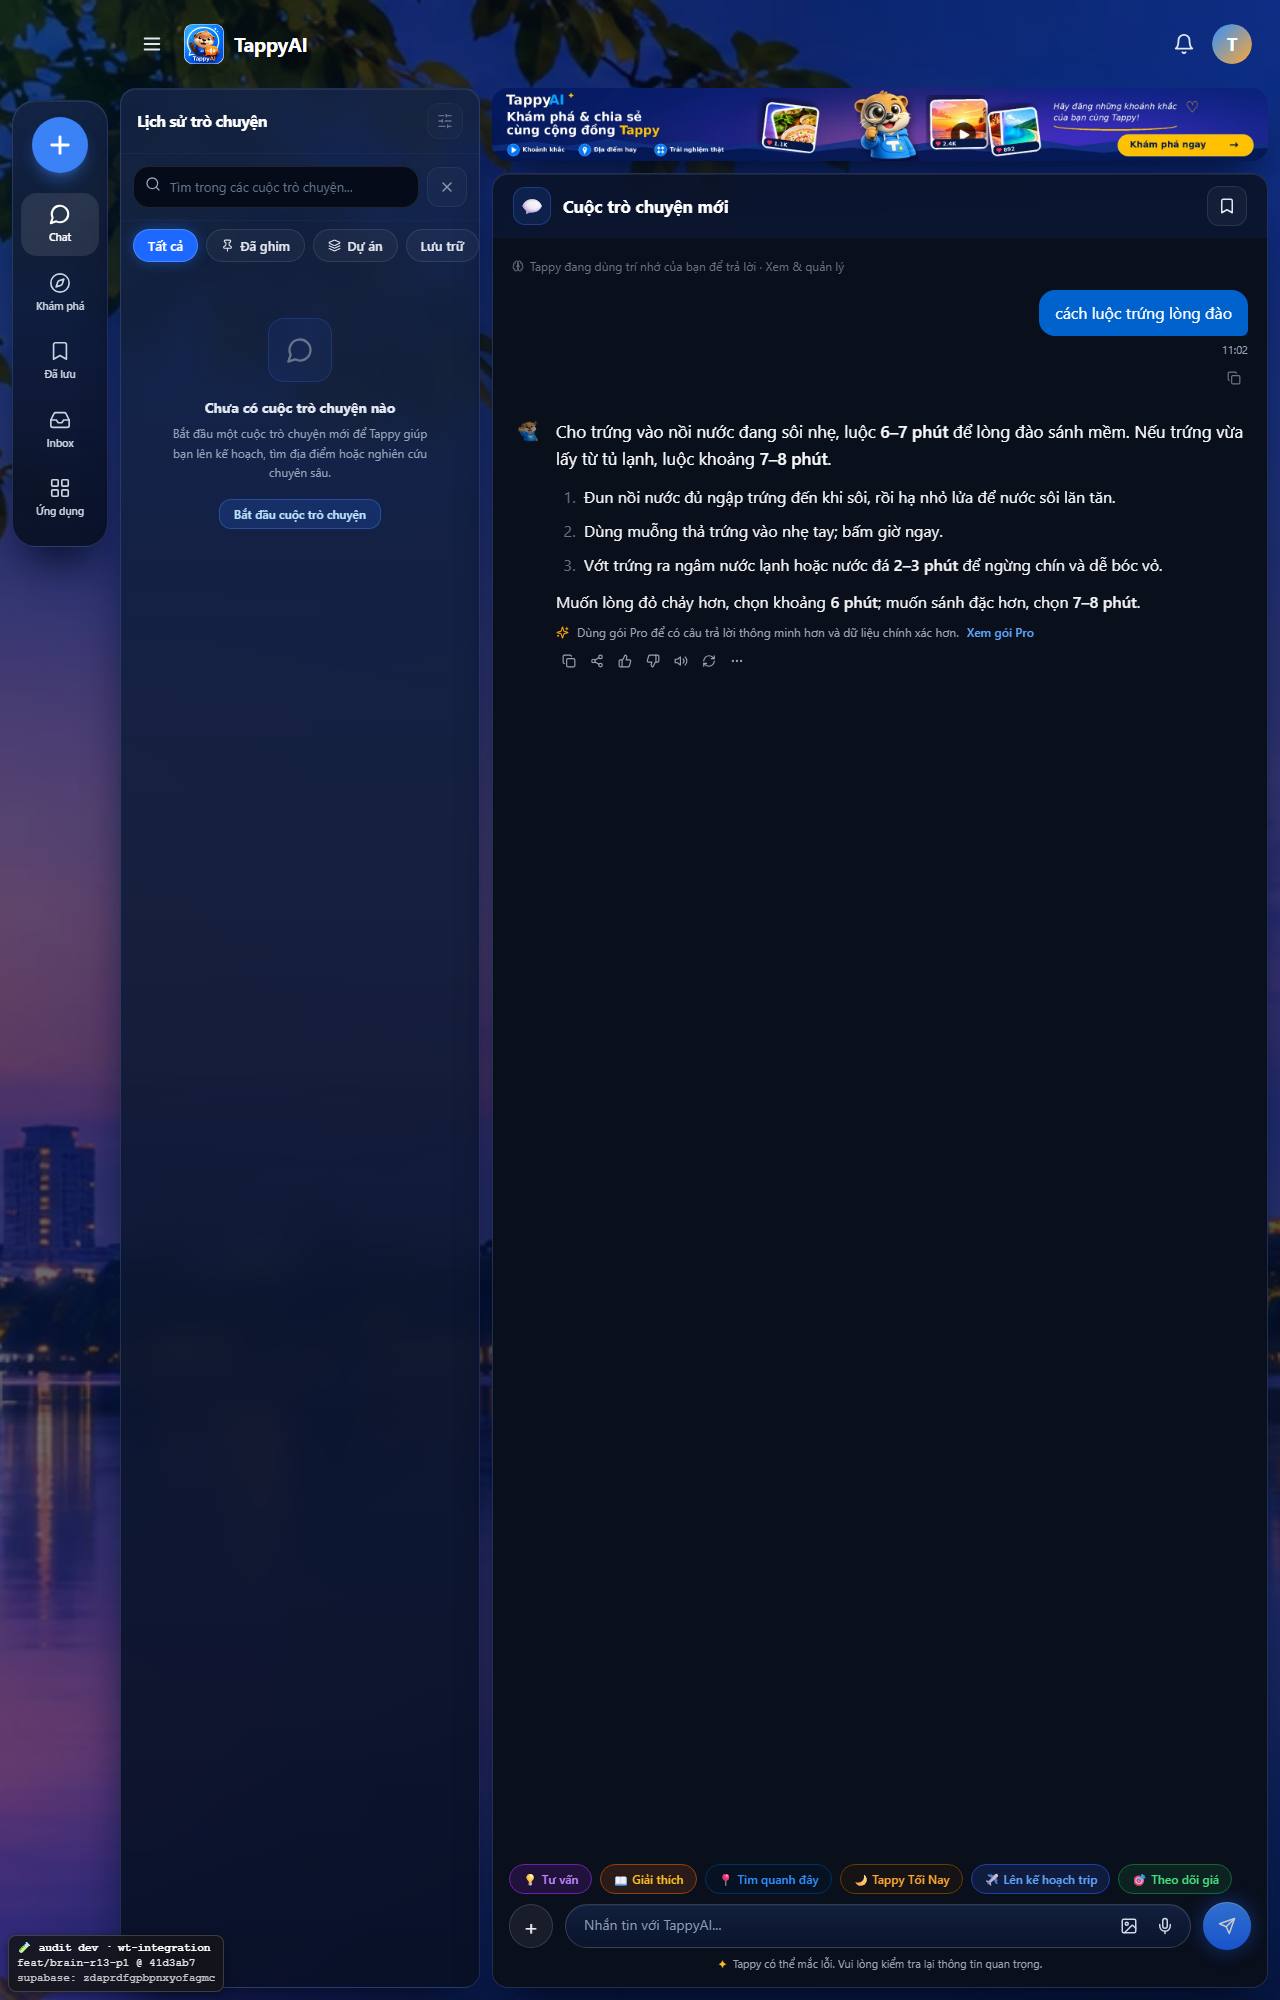 TappyAI
T
Lịch sử trò chuyện
Tìm trong các cuộc trò chuyện...
Tất cả
Đã ghim
Dự án
Lưu trữ
Chat
Khám phá
Đã lưu
Inbox
Ứng dụng
Chưa có cuộc trò chuyện nào
Bắt đầu một cuộc trò chuyện mới để Tappy giúp
bạn lên kế hoạch, tìm địa điểm hoặc nghiên cứu
chuyên sâu.
Bắt đầu cuộc trò chuyện
TappyAI
Khám phá & chia sẻ
cùng cộng đồng Tappy
Khoảnh khắc
Địa điểm hay
Trải nghiệm thật
1.1K
2.4K
892
Hãy đăng những khoảnh khắc
của bạn cùng Tappy!
Khám phá ngay →
Cuộc trò chuyện mới
Tappy đang dùng trí nhớ của bạn để trả lời · Xem & quản lý
cách luộc trứng lòng đào
11:02
Cho trứng vào nồi nước đang sôi nhẹ, luộc 6–7 phút để lòng đào sánh mềm. Nếu trứng vừa
lấy từ tủ lạnh, luộc khoảng 7–8 phút.
1. Đun nồi nước đủ ngập trứng đến khi sôi, rồi hạ nhỏ lửa để nước sôi lăn tăn.
2. Dùng muỗng thả trứng vào nhẹ tay; bấm giờ ngay.
3. Vớt trứng ra ngâm nước lạnh hoặc nước đá 2–3 phút để ngừng chín và dễ bóc vỏ.
Muốn lòng đỏ chảy hơn, chọn khoảng 6 phút; muốn sánh đặc hơn, chọn 7–8 phút.
Dùng gói Pro để có câu trả lời thông minh hơn và dữ liệu chính xác hơn. Xem gói Pro
Tư vấn
Giải thích
Tìm quanh đây
Tappy Tối Nay
Lên kế hoạch trip
Theo dõi giá
Nhắn tin với TappyAI...
Tappy có thể mắc lỗi. Vui lòng kiểm tra lại thông tin quan trọng.
audit dev · wt-integration
feat/brain-r13-p1 @ 41d3ab7
supabase: zdaprdfgpbpnxyofagmc